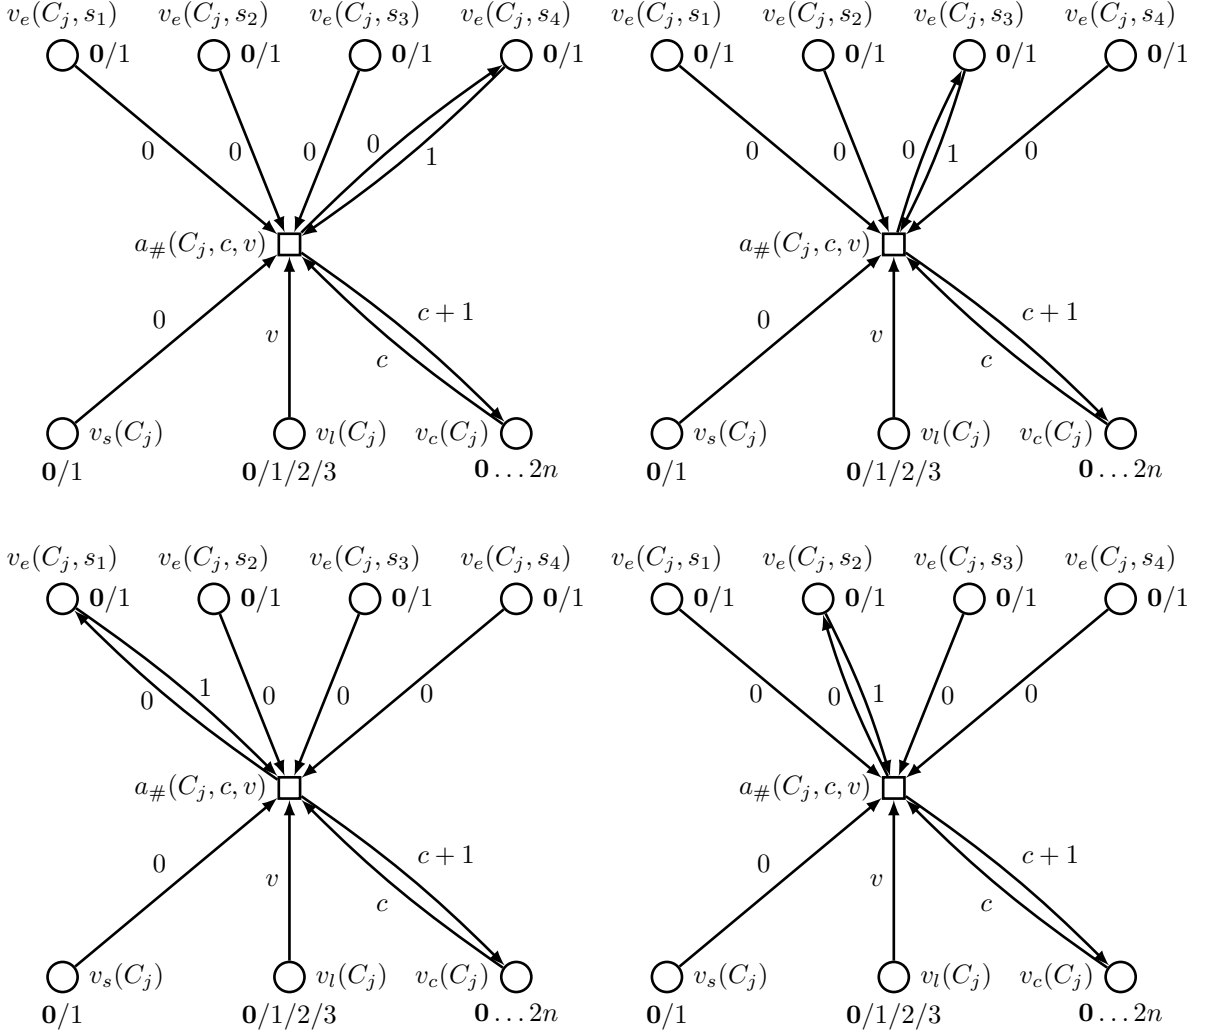 v_e(C_j, s_1) v_e(C_j, s_2) v_e(C_j, s_3) v_e(C_j, s_4) v_e(C_j, s_1) v_e(C_j, s_2) v_e(C_j, s_3) v_e(C_j, s_4)
0/1 0/1 0/1 0/1 0/1 0/1 0/1 0/1
0 0 0 0 1 0 0 0 1 0
a_#(C_j, c, v) a_#(C_j, c, v)
0 v c + 1 0 v c + 1
c c
v_s(C_j) v_l(C_j) v_c(C_j) v_s(C_j) v_l(C_j) v_c(C_j)
0/1 0/1/2/3 0 … 2n 0/1 0/1/2/3 0 … 2n
v_e(C_j, s_1) v_e(C_j, s_2) v_e(C_j, s_3) v_e(C_j, s_4) v_e(C_j, s_1) v_e(C_j, s_2) v_e(C_j, s_3) v_e(C_j, s_4)
0/1 0/1 0/1 0/1 0/1 0/1 0/1 0/1
0 1 0 0 0 0 0 1 0 0
a_#(C_j, c, v) a_#(C_j, c, v)
0 v c + 1 0 v c + 1
c c
v_s(C_j) v_l(C_j) v_c(C_j) v_s(C_j) v_l(C_j) v_c(C_j)
0/1 0/1/2/3 0 … 2n 0/1 0/1/2/3 0 … 2n